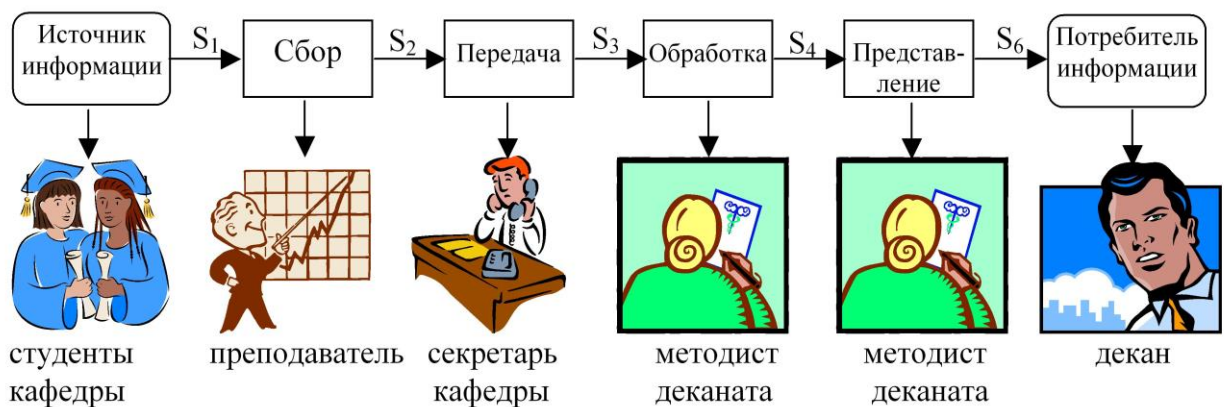 Источник
информации
S1
Сбор
S2
Передача
S3
Обработка
S4
Представ-
ление
S6
Потребитель
информации
студенты
кафедры
преподаватель
секретарь
кафедры
методист
деканата
методист
деканата
декан